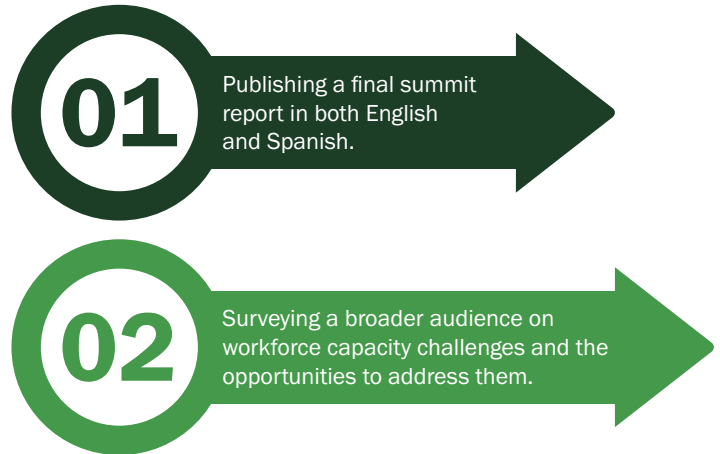 01
Publishing a final summit
report in both English
and Spanish.
02
Surveying a broader audience on
workforce capacity challenges and the
opportunities to address them.